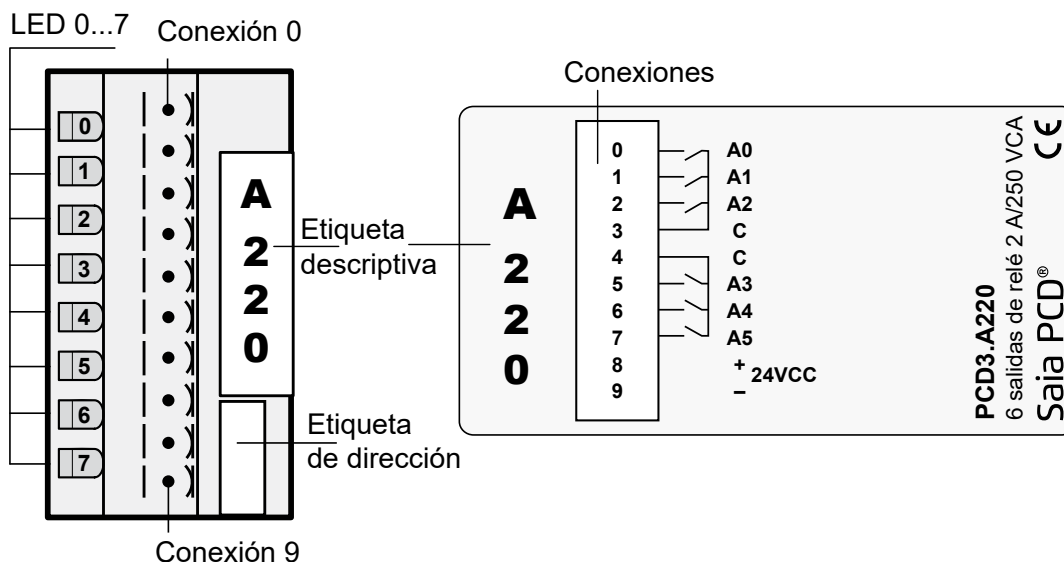 LED 0...7
Conexión 0
0
1
2
3
4
5
6
7
A
2
2
0
Etiqueta
descriptiva
Etiqueta
de dirección
Conexión 9
Conexiones
A
2
2
0
0 A0
1 A1
2 A2
3 C
4 C
5 A3
6 A4
7 A5
8 +
9 –
24VCC
PCD3.A220
6 salidas de relé 2 A/250 VCA
Saia PCD® CE